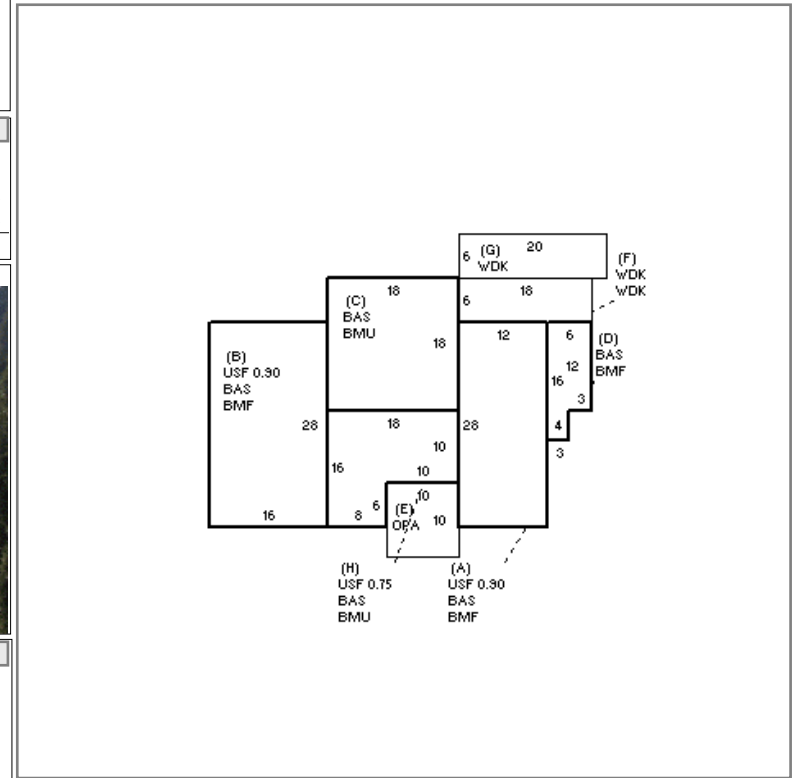 (G)
WDK
20
6
(F)
WDK
WDK
18
6
(C)
BAS
BMU
18
18
12
6
(D)
BAS
BMF
12
16
3
(B)
USF 0.90
BAS
BMF
28
16
18
10
10
16
28
4
3
(E)
OPA
10
10
6
8
(H)
USF 0.75
BAS
BMU
(A)
USF 0.90
BAS
BMF